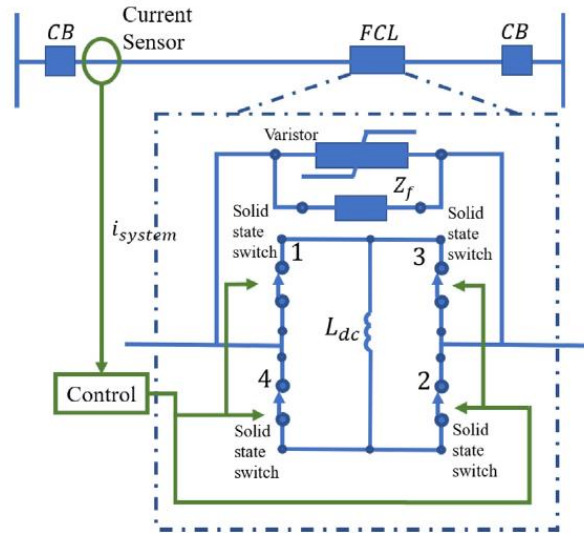 CB
Current
Sensor
FCL
CB
Varistor
Z_f
Solid
state
switch
Solid
state
switch
i_system
1
3
L_dc
4
2
Control
Solid
state
switch
Solid
state
switch